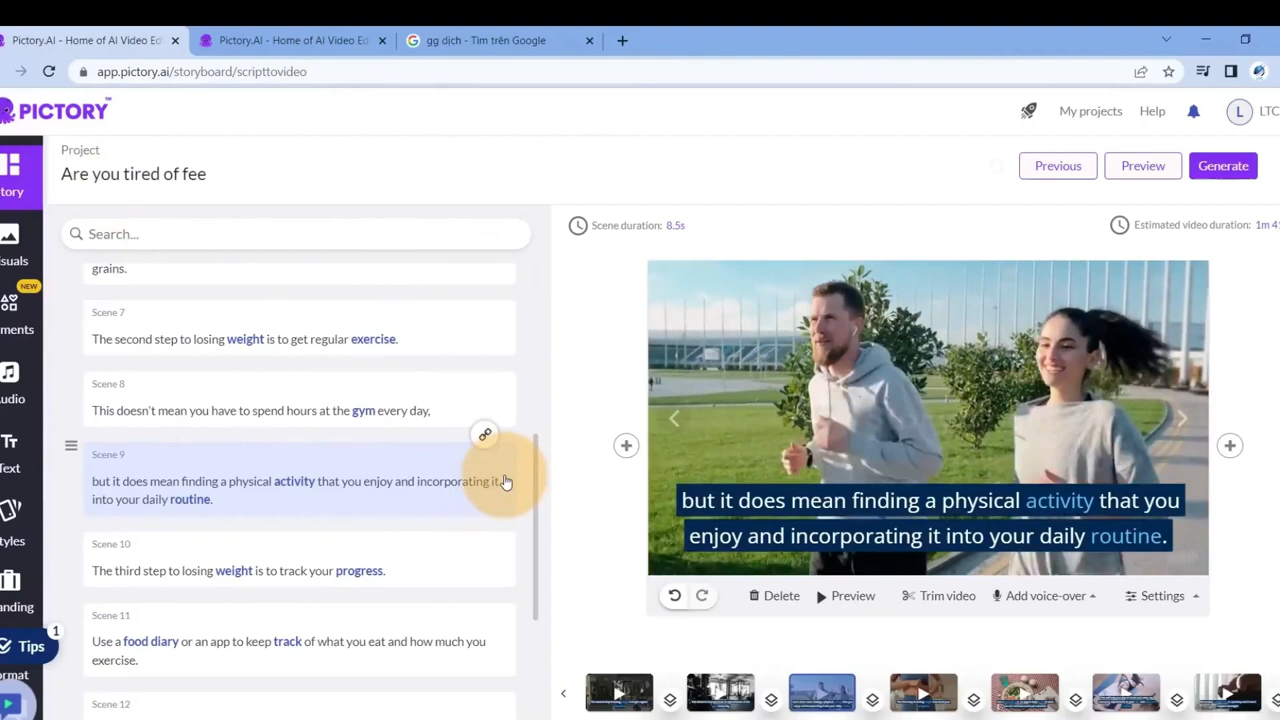 Pictory.AI - Home of AI Video Ed
Pictory.AI - Home of AI Video Ed
gg dịch - Tìm trên Google
app.pictory.ai/storyboard/scripttovideo
PICTORY™
My projects
Help
L
LTC
Project
Are you tired of fee
Previous
Preview
Generate
tory
Search...
Scene duration: 8.5s
Estimated video duration: 1m 41
isuals
NEW
ments
udio
Text
tyles
anding
1
Tips
ormat
grains.
Scene 7
The second step to losing weight is to get regular exercise.
Scene 8
This doesn't mean you have to spend hours at the gym every day,
Scene 9
but it does mean finding a physical activity that you enjoy and incorporating it
into your daily routine.
Scene 10
The third step to losing weight is to track your progress.
Scene 11
Use a food diary or an app to keep track of what you eat and how much you
exercise.
Scene 12
but it does mean finding a physical activity that you
enjoy and incorporating it into your daily routine.
Delete
Preview
Trim video
Add voice-over
Settings